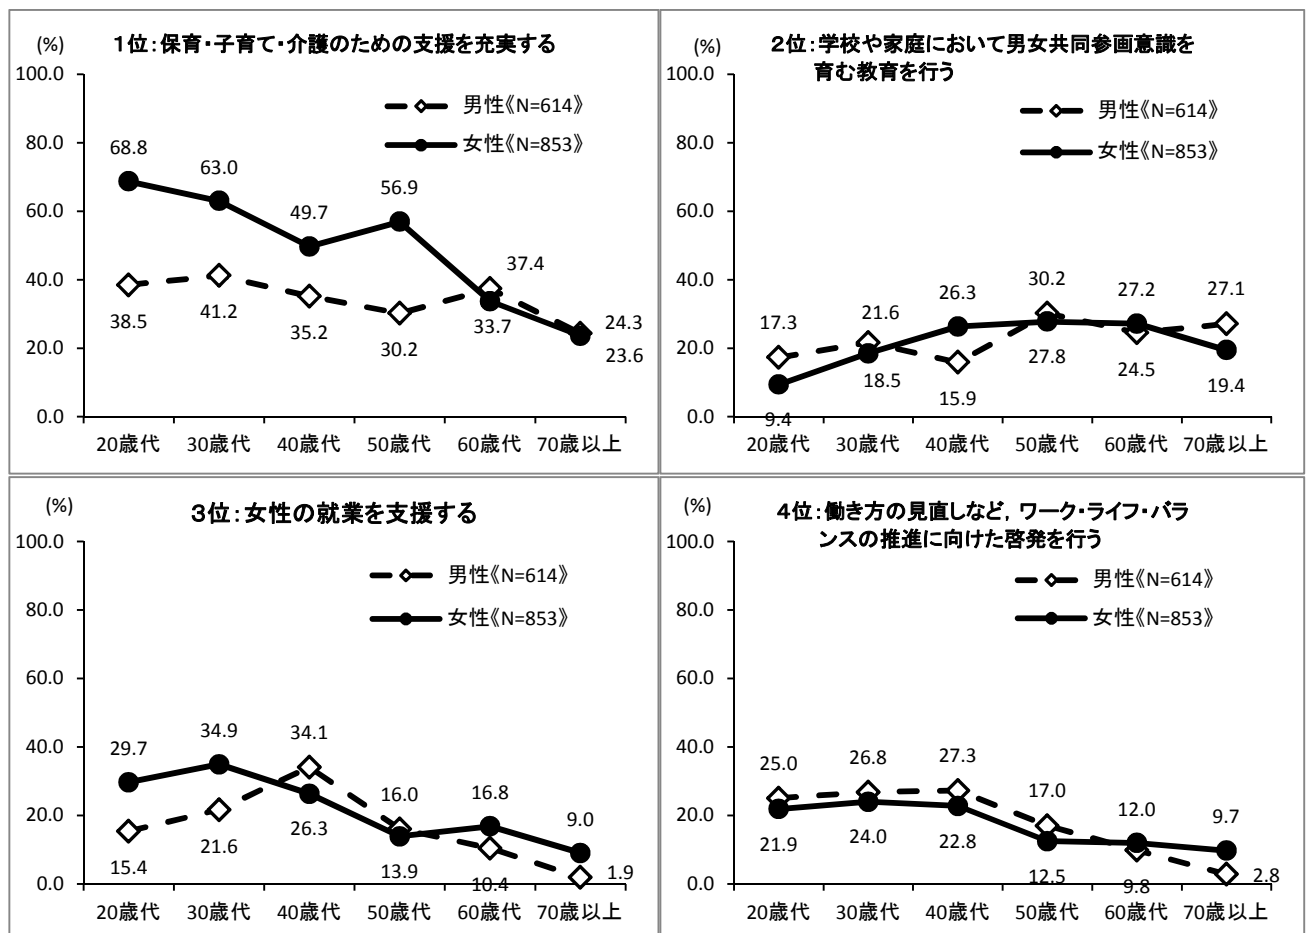 (%)
１位：保育・子育て・介護のための支援を充実する
100.0
80.0
60.0
40.0
20.0
0.0
男性《N=614》
女性《N=853》
68.8
63.0
49.7
56.9
37.4
24.3
38.5
41.2
35.2
30.2
33.7
23.6
20歳代
30歳代
40歳代
50歳代
60歳代
70歳以上
(%)
２位：学校や家庭において男女共同参画意識を
育む教育を行う
100.0
80.0
60.0
40.0
20.0
0.0
男性《N=614》
女性《N=853》
17.3
21.6
26.3
30.2
27.2
27.1
9.4
18.5
15.9
27.8
24.5
19.4
20歳代
30歳代
40歳代
50歳代
60歳代
70歳以上
(%)
３位：女性の就業を支援する
100.0
80.0
60.0
40.0
20.0
0.0
男性《N=614》
女性《N=853》
29.7
34.9
34.1
16.0
16.8
9.0
15.4
21.6
26.3
13.9
10.4
1.9
20歳代
30歳代
40歳代
50歳代
60歳代
70歳以上
(%)
４位：働き方の見直しなど，ワーク・ライフ・バラ
ンスの推進に向けた啓発を行う
100.0
80.0
60.0
40.0
20.0
0.0
男性《N=614》
女性《N=853》
25.0
26.8
27.3
17.0
12.0
9.7
21.9
24.0
22.8
12.5
9.8
2.8
20歳代
30歳代
40歳代
50歳代
60歳代
70歳以上